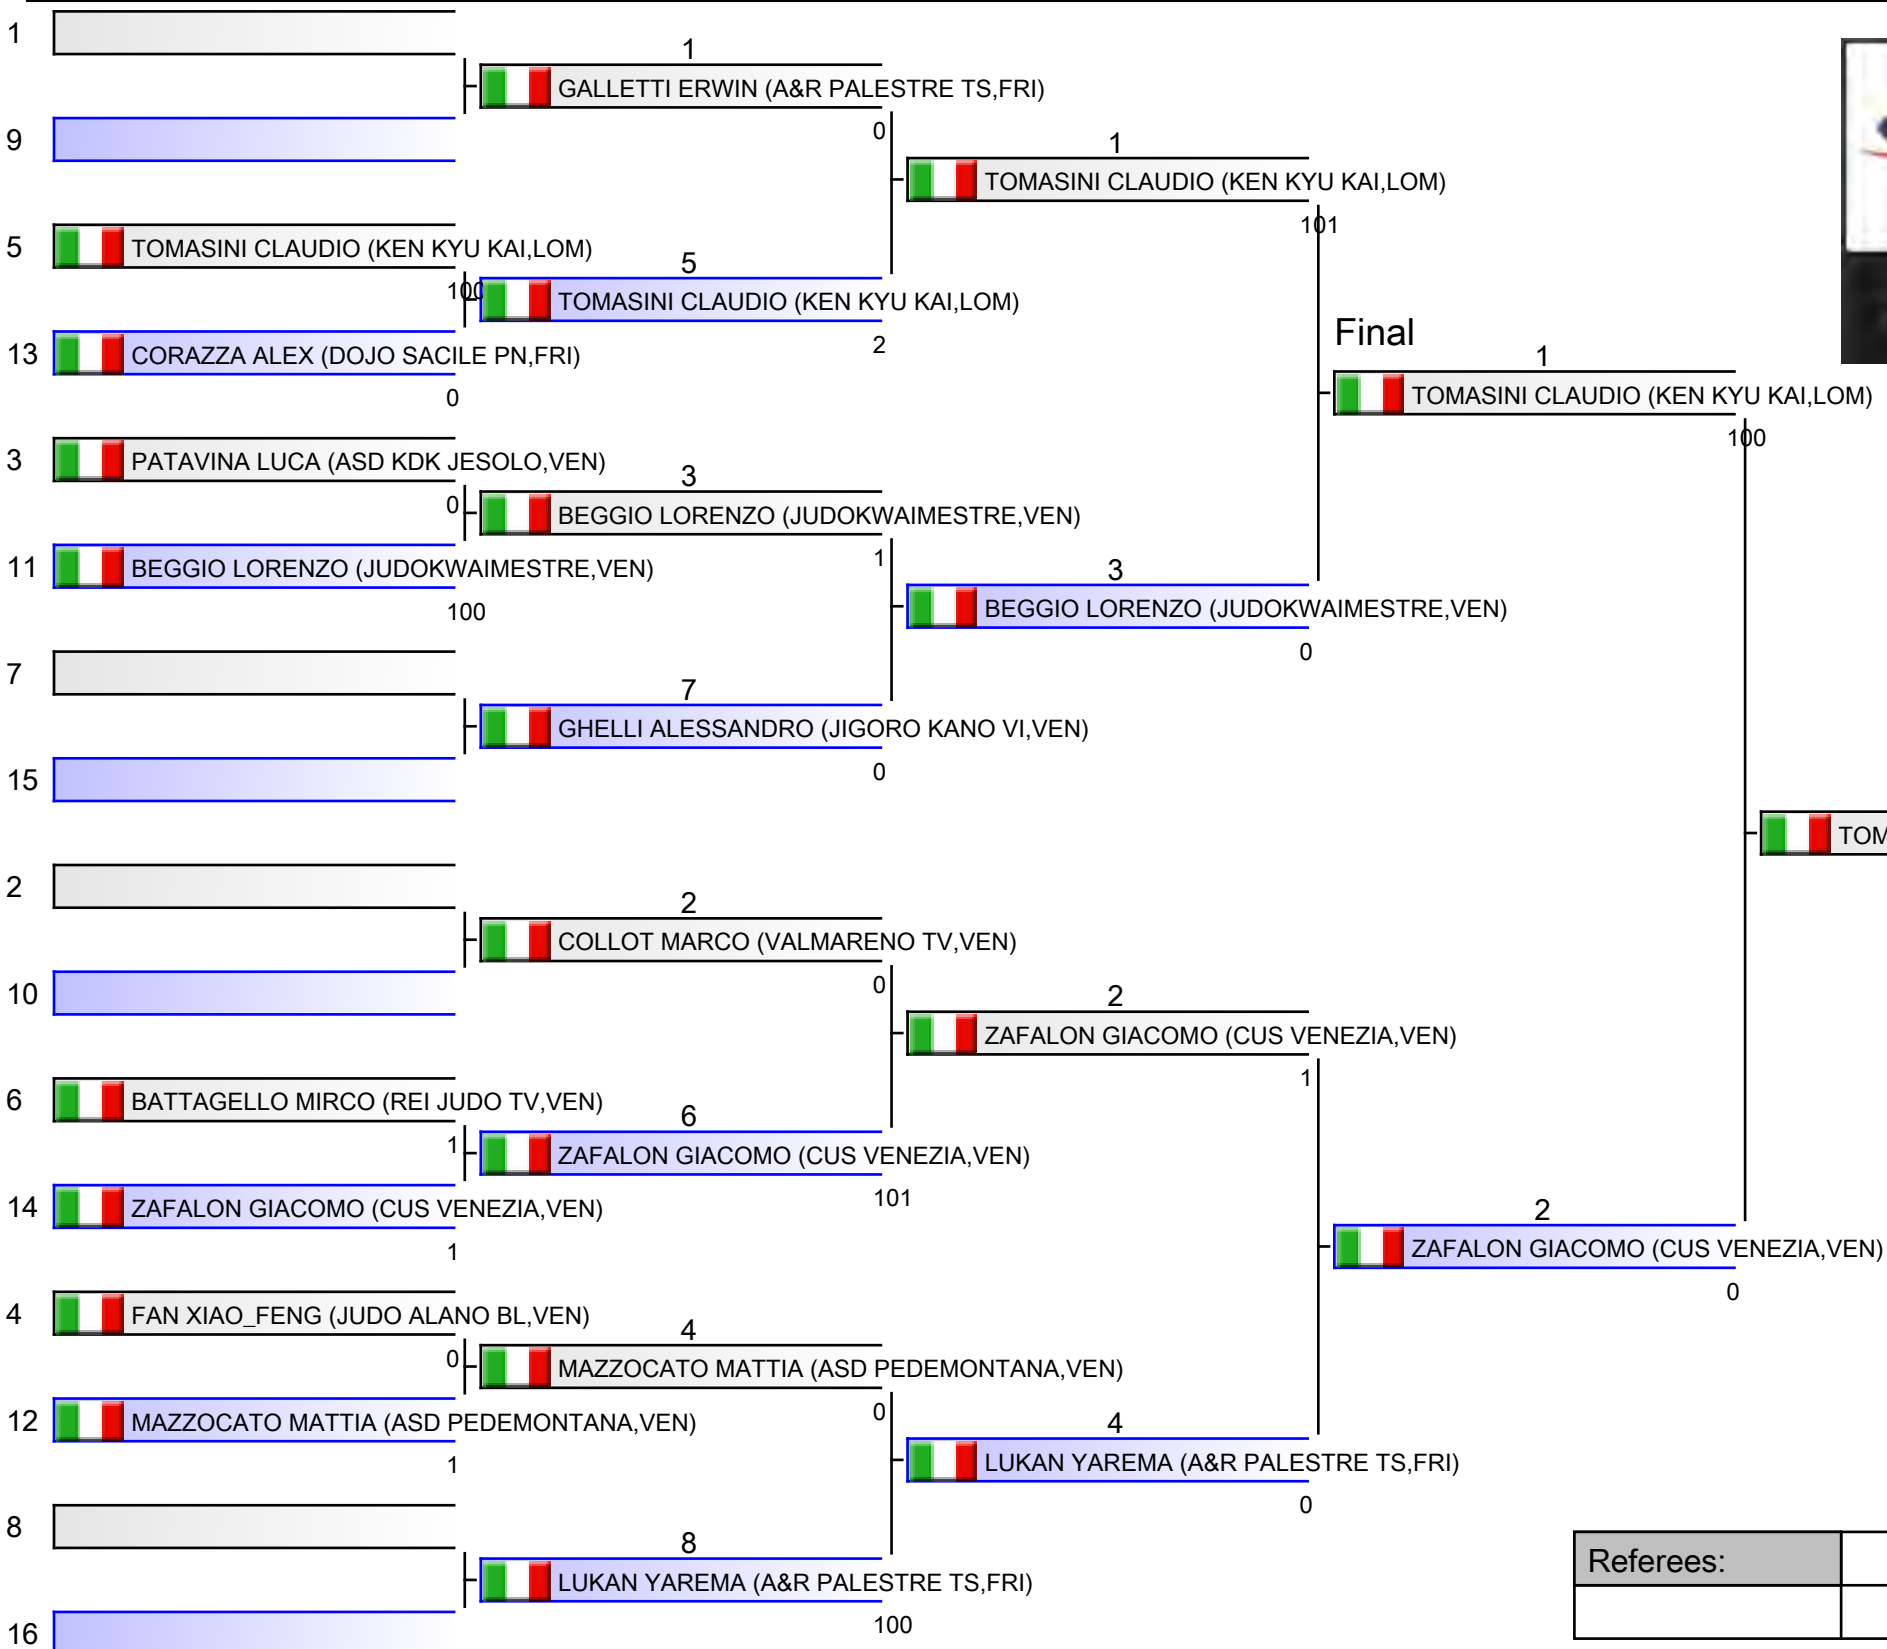 1
1
GALLETTI ERWIN (A&R PALESTRE TS,FRI)
0
9
1
TOMASINI CLAUDIO (KEN KYU KAI,LOM)
101
5
TOMASINI CLAUDIO (KEN KYU KAI,LOM)
100
5
TOMASINI CLAUDIO (KEN KYU KAI,LOM)
2
13
CORAZZA ALEX (DOJO SACILE PN,FRI)
0
Final
1
TOMASINI CLAUDIO (KEN KYU KAI,LOM)
100
3
PATAVINA LUCA (ASD KDK JESOLO,VEN)
0
3
BEGGIO LORENZO (JUDOKWAIMESTRE,VEN)
1
11
BEGGIO LORENZO (JUDOKWAIMESTRE,VEN)
100
3
BEGGIO LORENZO (JUDOKWAIMESTRE,VEN)
0
7
7
GHELLI ALESSANDRO (JIGORO KANO VI,VEN)
0
15
TOM
2
2
COLLOT MARCO (VALMARENO TV,VEN)
0
10
2
ZAFALON GIACOMO (CUS VENEZIA,VEN)
1
6
BATTAGELLO MIRCO (REI JUDO TV,VEN)
1
6
ZAFALON GIACOMO (CUS VENEZIA,VEN)
101
14
ZAFALON GIACOMO (CUS VENEZIA,VEN)
1
2
ZAFALON GIACOMO (CUS VENEZIA,VEN)
0
4
FAN XIAO_FENG (JUDO ALANO BL,VEN)
0
4
MAZZOCATO MATTIA (ASD PEDEMONTANA,VEN)
0
12
MAZZOCATO MATTIA (ASD PEDEMONTANA,VEN)
1
4
LUKAN YAREMA (A&R PALESTRE TS,FRI)
0
8
8
LUKAN YAREMA (A&R PALESTRE TS,FRI)
100
16
Referees: